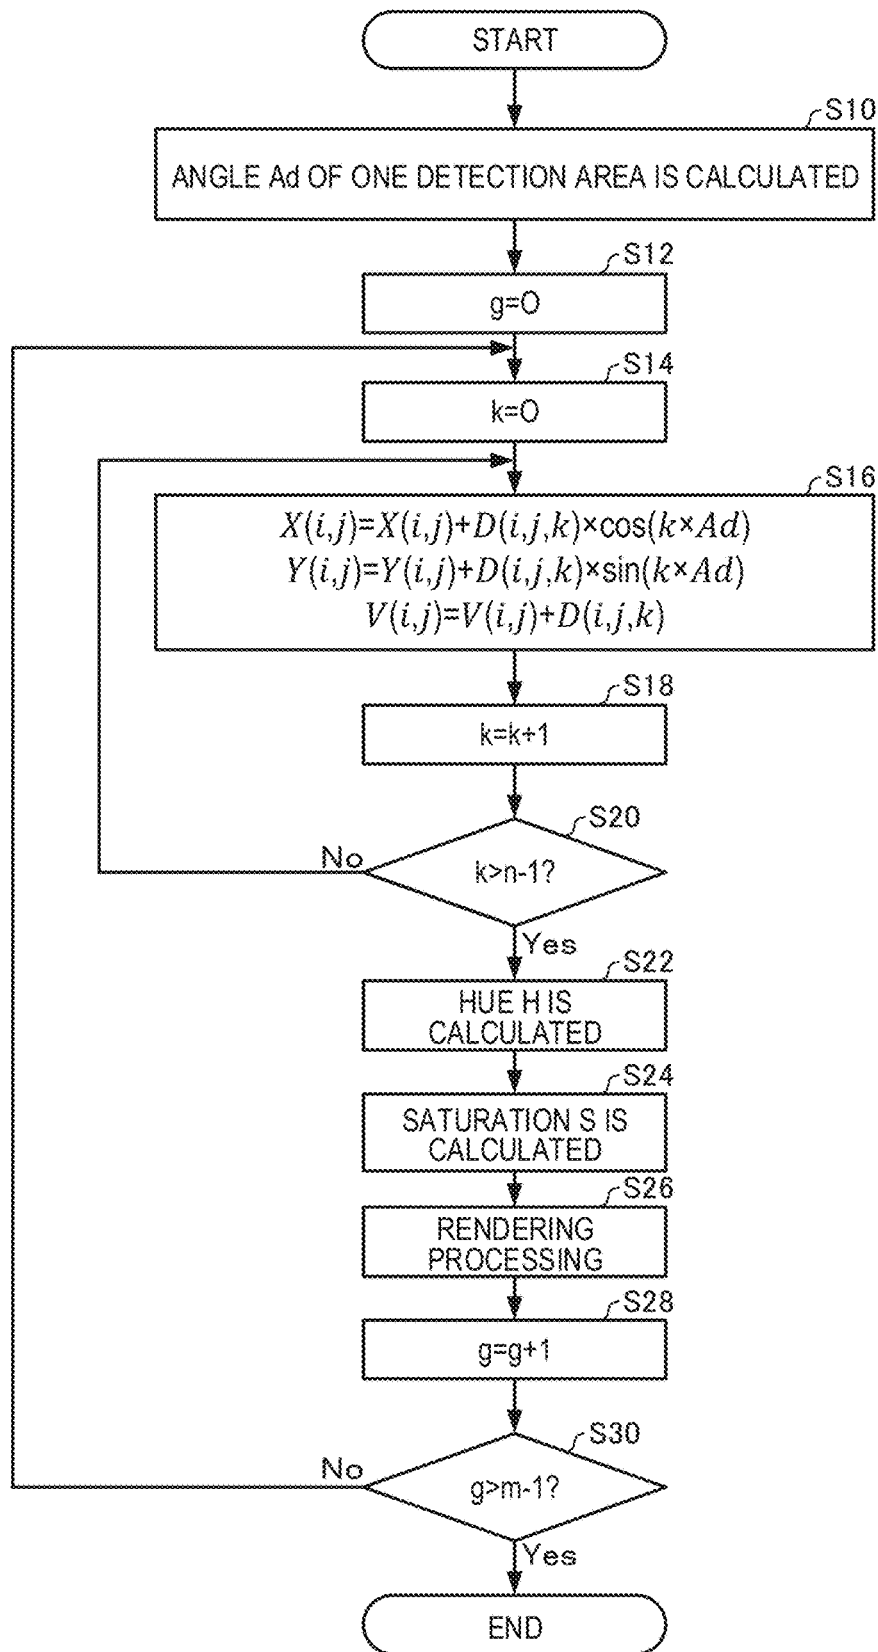 START
S10
ANGLE Ad OF ONE DETECTION AREA IS CALCULATED
S12
g=0
S14
k=0
S16
X(i,j)=X(i,j)+D(i,j,k)×cos(k×Ad)
Y(i,j)=Y(i,j)+D(i,j,k)×sin(k×Ad)
V(i,j)=V(i,j)+D(i,j,k)
S18
k=k+1
S20
No
k>n-1?
Yes
S22
HUE H IS
CALCULATED
S24
SATURATION S IS
CALCULATED
S26
RENDERING
PROCESSING
S28
g=g+1
S30
No
g>m-1?
Yes
END